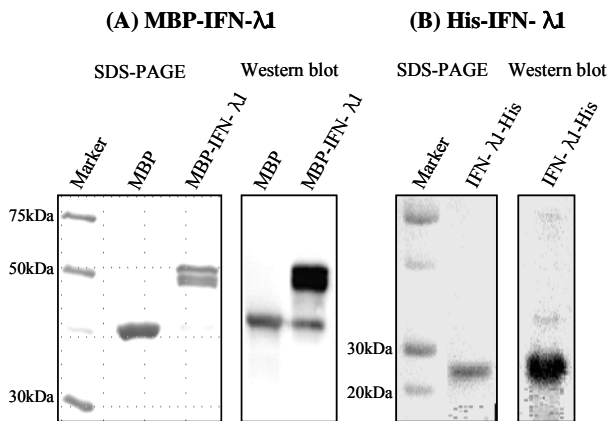 (A) MBP-IFN-λ1
SDS-PAGE
Western blot
Marker
MBP
MBP-IFN- λ1
MBP
MBP-IFN- λ1
75kDa
50kDa
30kDa
(B) His-IFN- λ1
SDS-PAGE
Western blot
Marker
IFN- λ1-His
IFN- λ1-His
30kDa
20kDa